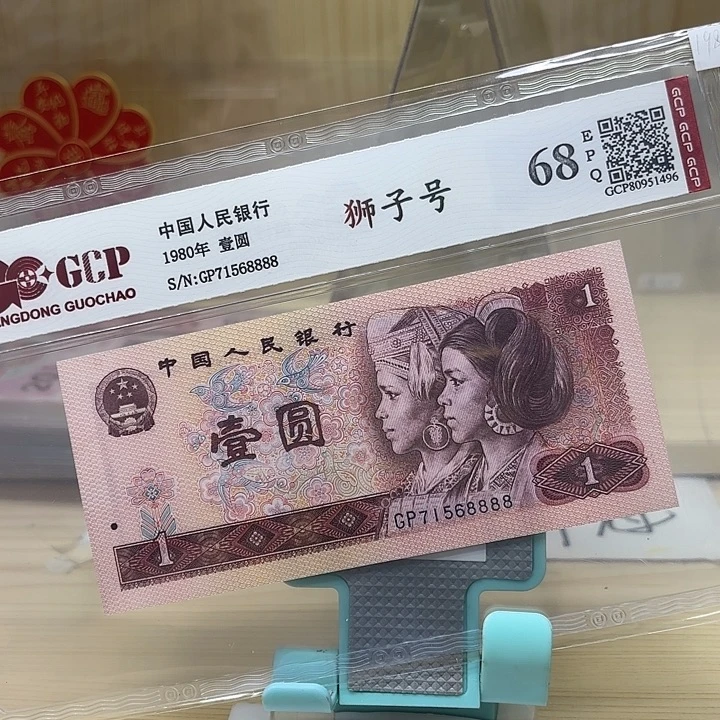 GCP
ANGDONG GUOCHAO
中国人民银行
1980年 壹圆
S/N:GP71568888
狮子号
68
EPQ
GCP80951496
GCP GCP GCP
中国人民银行
1
壹圆
1
1
GP71568888